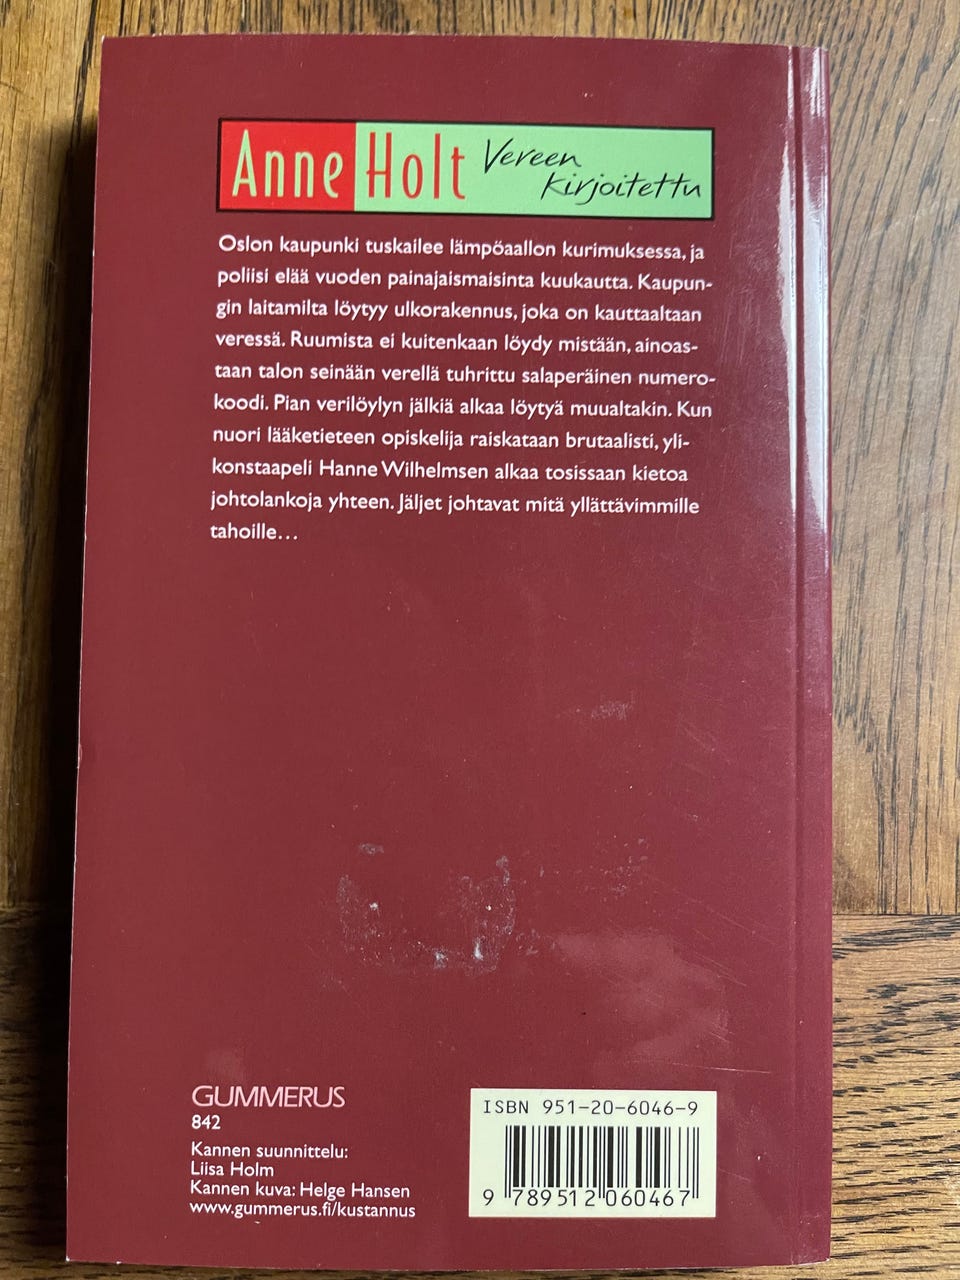 Anne Holt Vereen kirjoitettu
Oslon kaupunki tuskailee lämpöaallon kurimuksessa, ja
poliisi elää vuoden painajaismaisinta kuukautta. Kaupun-
gin laitamilta löytyy ulkorakennus, joka on kauttaaltaan
veressä. Ruumista ei kuitenkaan löydy mistään, ainoas-
taan talon seinään verellä tuhrittu salaperäinen numero-
koodi. Pian verilöylyn jälkiä alkaa löytyä muualtakin. Kun
nuori lääketieteen opiskelija raiskataan brutaalisti, yli-
konstaapeli Hanne Wilhelmsen alkaa tosissaan kietoa
johtolankoja yhteen. Jäljet johtavat mitä yllättävimmille
tahoille...
GUMMERUS
842
Kannen suunnittelu:
Liisa Holm
Kannen kuva: Helge Hansen
www.gummerus.fi/kustannus
ISBN 951-20-6046-9
9 789512 060467